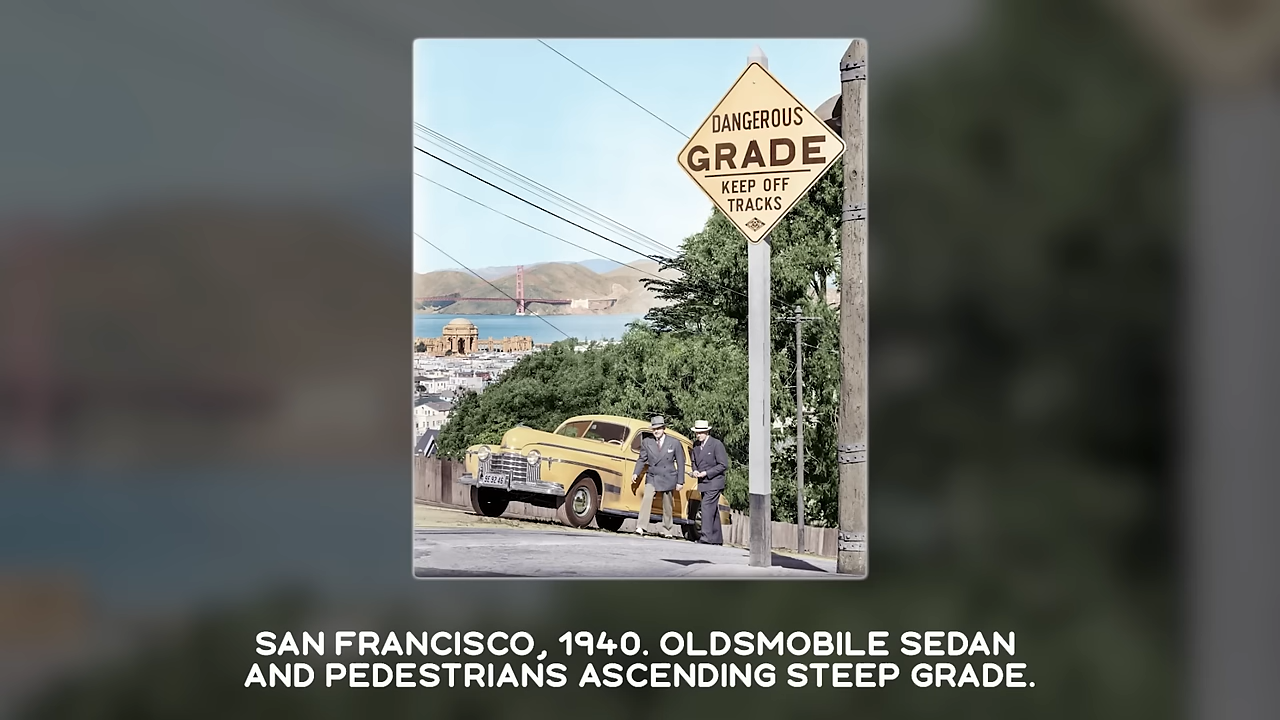 DANGEROUS
GRADE
KEEP OFF
TRACKS
SAN FRANCISCO, 1940. OLDSMOBILE SEDAN
AND PEDESTRIANS ASCENDING STEEP GRADE.